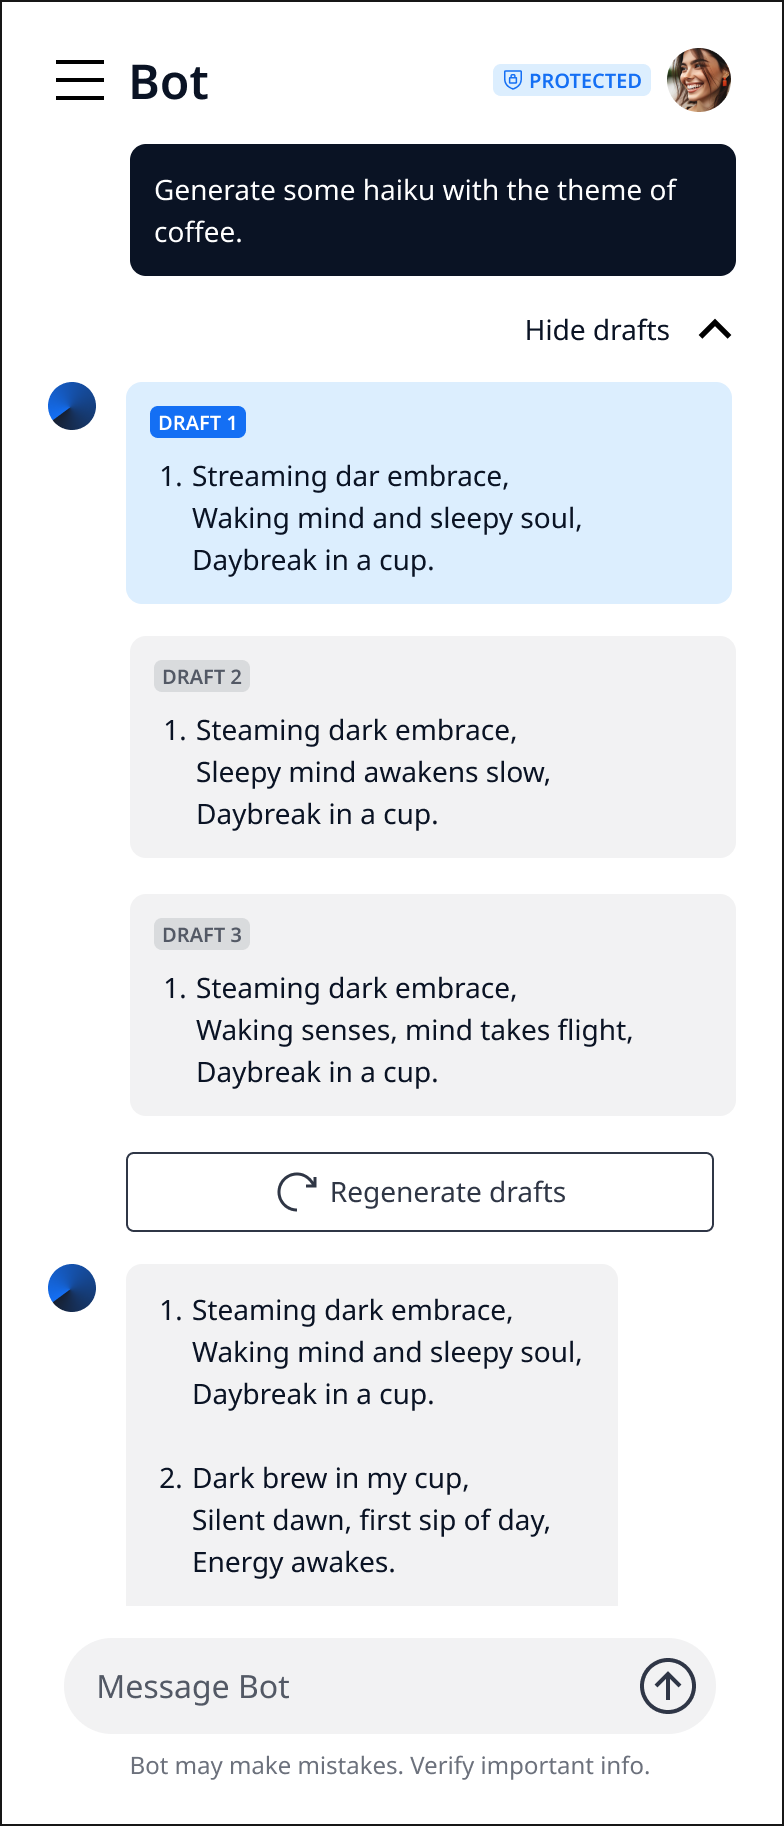 Bot
PROTECTED
Generate some haiku with the theme of
coffee.
Hide drafts
DRAFT 1
1. Streaming dar embrace,
Waking mind and sleepy soul,
Daybreak in a cup.
DRAFT 2
1. Steaming dark embrace,
Sleepy mind awakens slow,
Daybreak in a cup.
DRAFT 3
1. Steaming dark embrace,
Waking senses, mind takes flight,
Daybreak in a cup.
Regenerate drafts
1. Steaming dark embrace,
Waking mind and sleepy soul,
Daybreak in a cup.
2. Dark brew in my cup,
Silent dawn, first sip of day,
Energy awakes.
Message Bot
Bot may make mistakes. Verify important info.